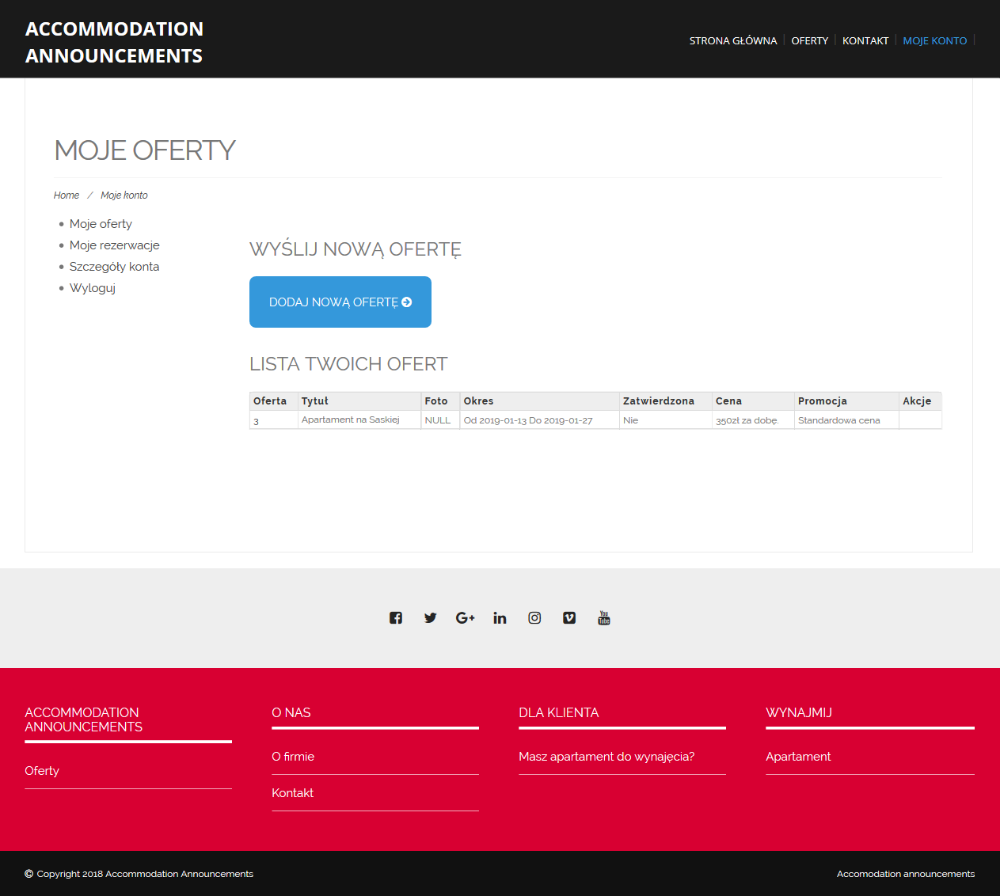 ACCOMMODATION
ANNOUNCEMENTS
STRONA GŁÓWNA
OFERTY
KONTAKT
MOJE KONTO
MOJE OFERTY
Home / Moje konto
Moje oferty
Moje rezerwacje
Szczegóły konta
Wyloguj
WYŚLIJ NOWĄ OFERTĘ
DODAJ NOWĄ OFERTĘ
LISTA TWOICH OFERT
Oferta Tytuł Foto Okres Zatwierdzona Cena Promocja Akcje
3 Apartament na Saskiej NULL Od 2019-01-13 Do 2019-01-27 Nie 350zł za dobę. Standardowa cena
You
Tube
ACCOMMODATION
ANNOUNCEMENTS
Oferty
O NAS
O firmie
Kontakt
DLA KLIENTA
Masz apartament do wynajęcia?
WYNAJMIJ
Apartament
© Copyright 2018 Accommodation Announcements
Accomodation announcements